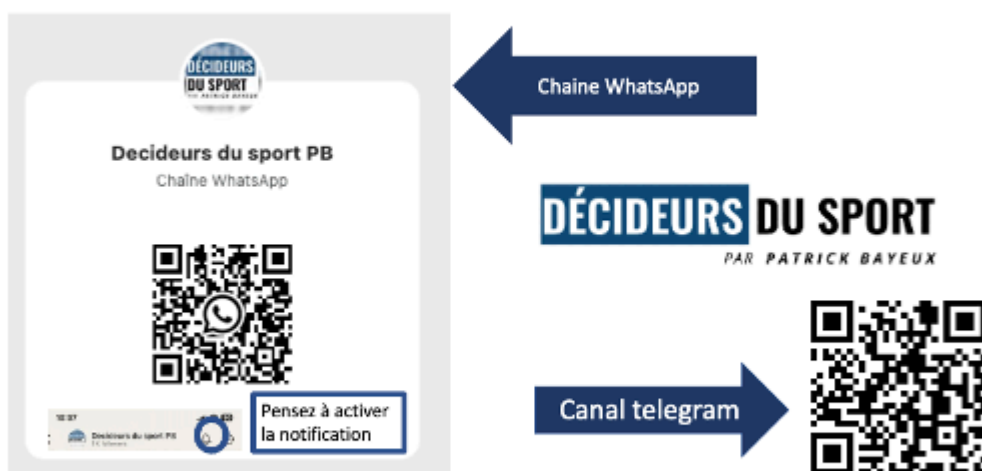 DÉCIDEURS
DU SPORT
Decideurs du sport PB
Chaîne WhatsApp
Pensez à activer
la notification
Decideurs du sport PB
Chaine WhatsApp
DÉCIDEURS DU SPORT
PAR PATRICK BAYEUX
Canal telegram